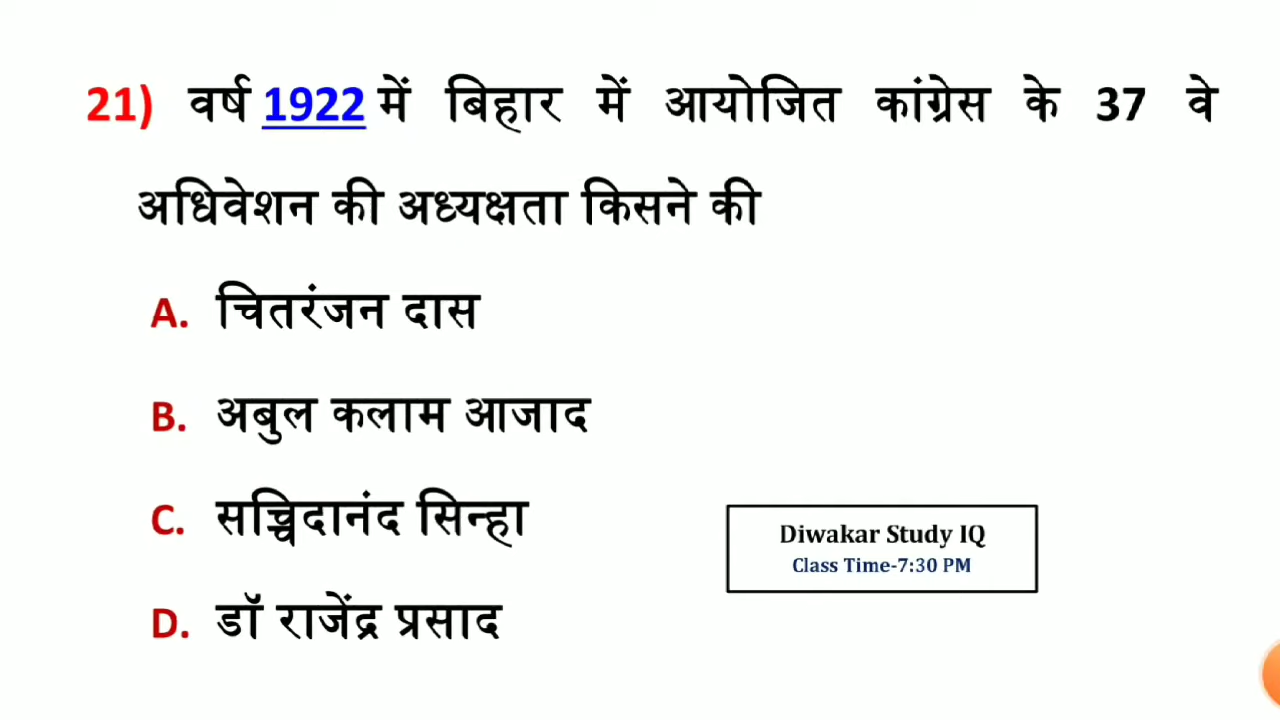 21) वर्ष 1922 में बिहार में आयोजित कांग्रेस के 37 वे
अधिवेशन की अध्यक्षता किसने की
A. चितरंजन दास
B. अबुल कलाम आजाद
C. सच्चिदानंद सिन्हा
D. डॉ राजेंद्र प्रसाद
Diwakar Study IQ
Class Time-7:30 PM